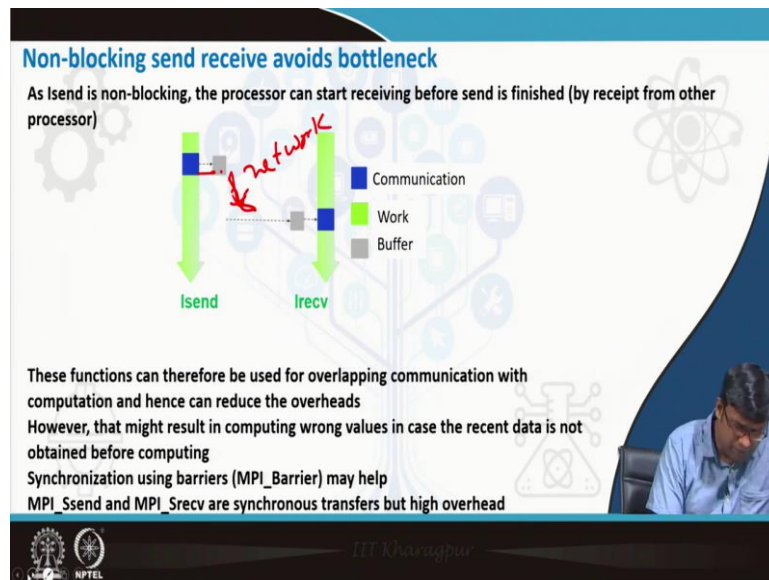 Non-blocking send receive avoids bottleneck
As Isend is non-blocking, the processor can start receiving before send is finished (by receipt from other
processor)
network
Communication
Work
Buffer
Isend
Irecv
These functions can therefore be used for overlapping communication with
computation and hence can reduce the overheads
However, that might result in computing wrong values in case the recent data is not
obtained before computing
Synchronization using barriers (MPI_Barrier) may help
MPI_Ssend and MPI_Srecv are synchronous transfers but high overhead
IIT Kharagpur
NPTEL